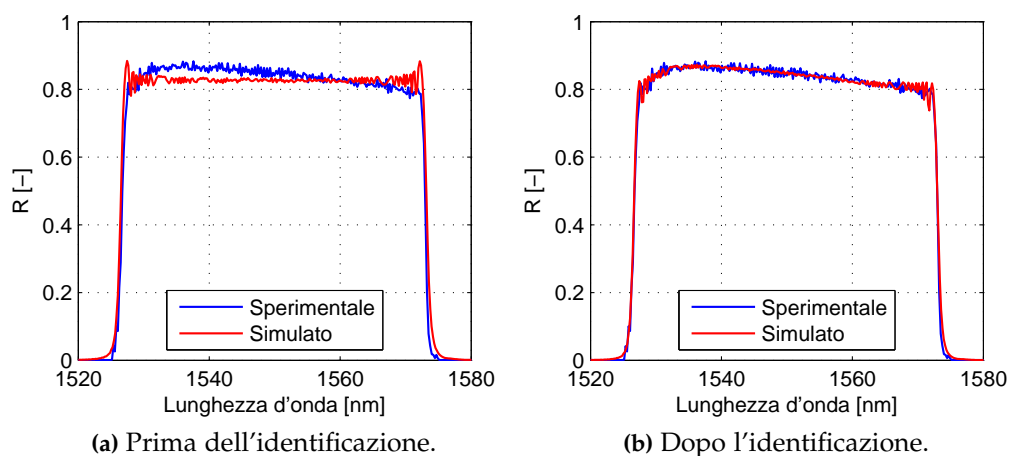 1
0.8
0.6
0.4
0.2
0
R [−]
Sperimentale
Simulato
1520 1540 1560 1580
Lunghezza d'onda [nm]
(a) Prima dell'identificazione.
1
0.8
0.6
0.4
0.2
0
R [−]
Sperimentale
Simulato
1520 1540 1560 1580
Lunghezza d'onda [nm]
(b) Dopo l'identificazione.